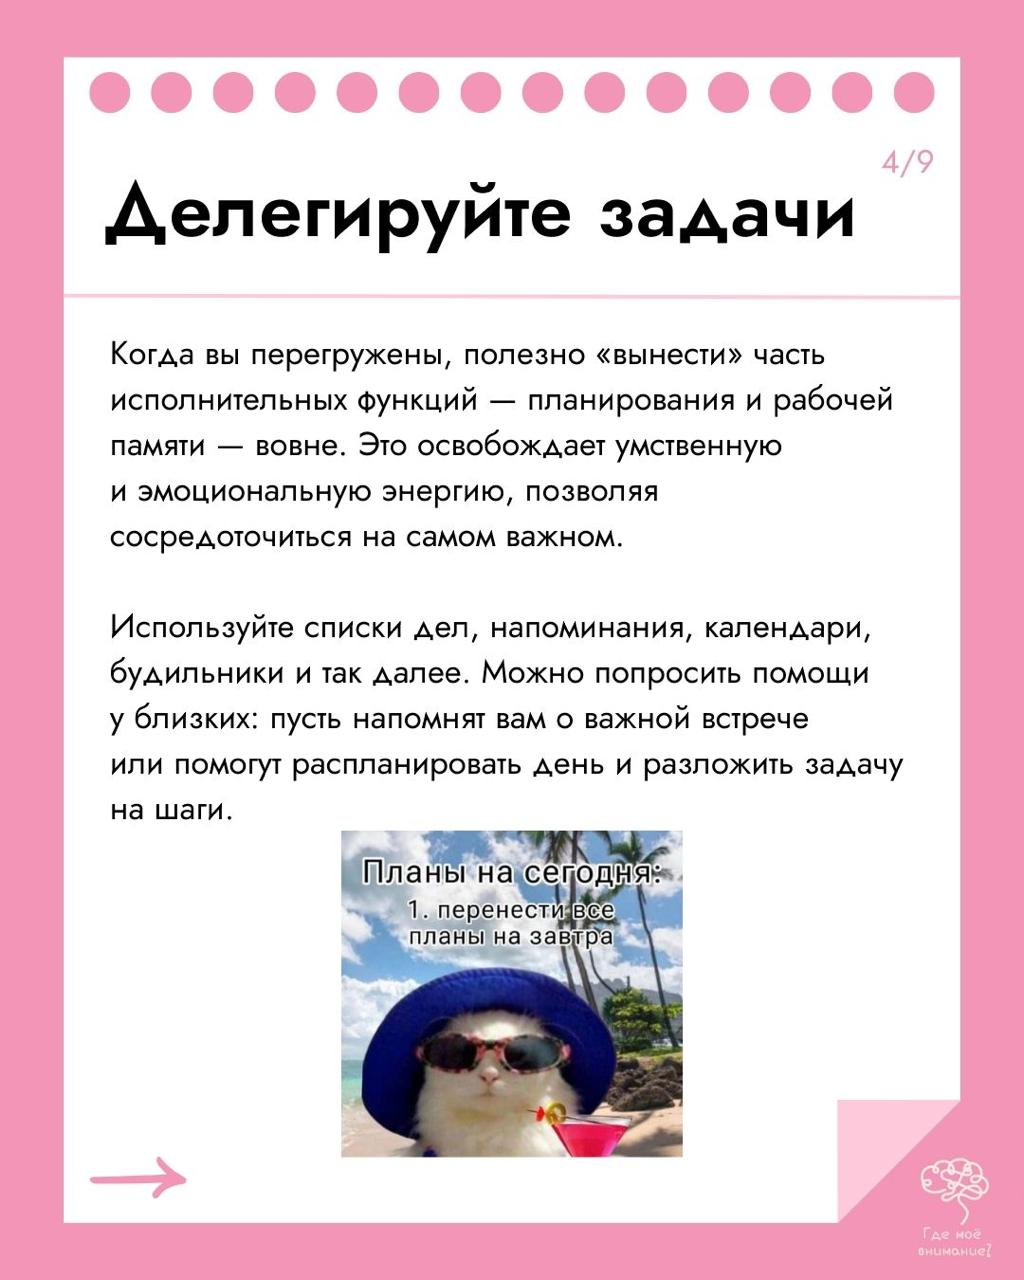 4/9
Делегируйте задачи
Когда вы перегружены, полезно «вынести» часть
исполнительных функций — планирования и рабочей
памяти — вовне. Это освобождает умственную
и эмоциональную энергию, позволяя
сосредоточиться на самом важном.
Используйте списки дел, напоминания, календари,
будильники и так далее. Можно попросить помощи
у близких: пусть напомнят вам о важной встрече
или помогут распланировать день и разложить задачу
на шаги.
Планы на сегодня:
1. перенести все
планы на завтра
Где моё
внимание?